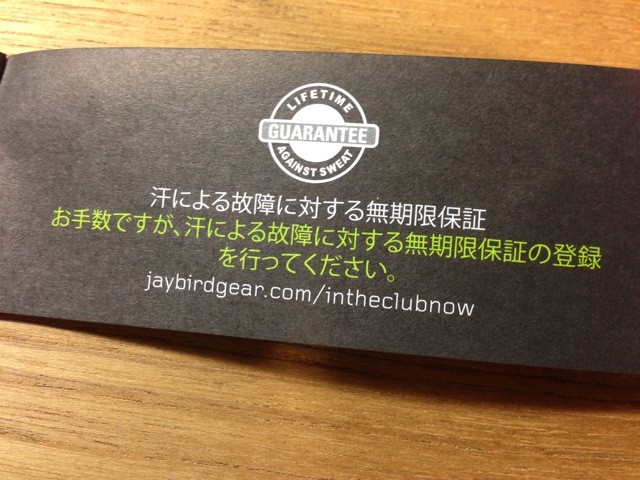 LIFETIME
GUARANTEE
AGAINST SWEAT
汗による故障に対する無期限保証
お手数ですが、汗による故障に対する無期限保証の登録
を行ってください。
jaybirdgear.com/intheclubnow